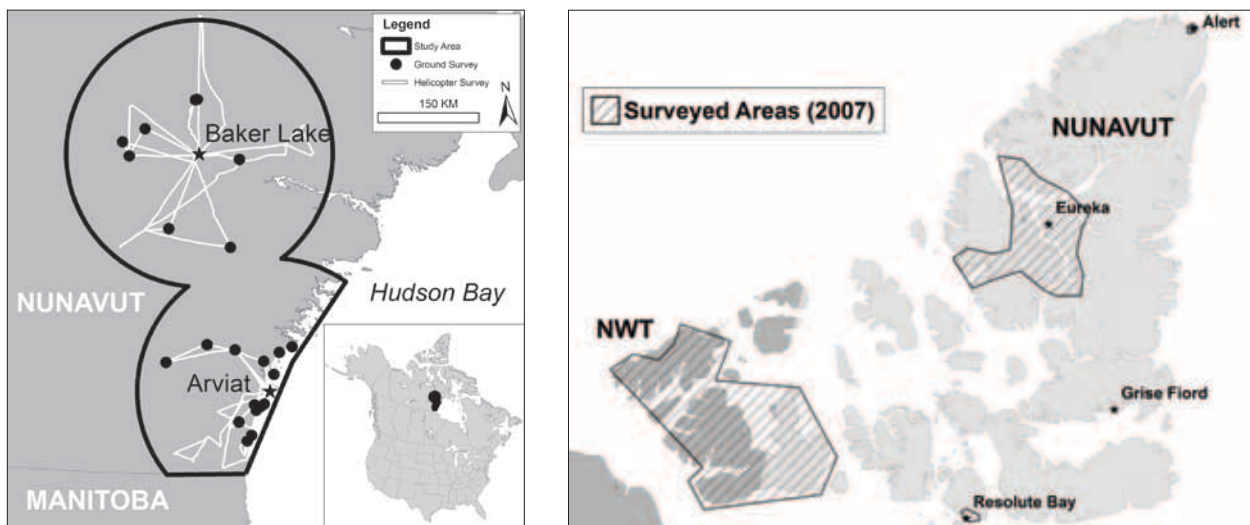 Legend
Study Area
Ground Survey
Helicopter Survey
N
150 KM
Baker Lake
NUNAVUT
Hudson Bay
Arviat
MANITOBA
Alert
Surveyed Areas (2007)
NUNAVUT
Eureka
NWT
Grise Fiord
Resolute Bay